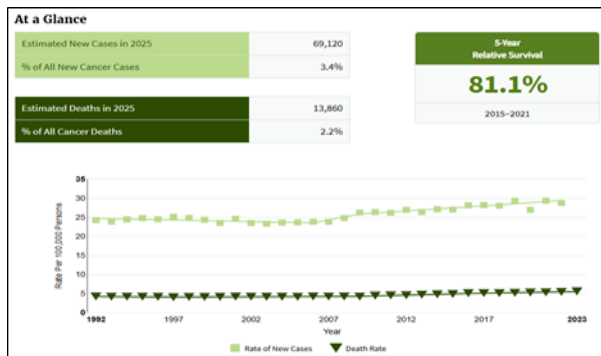 At a Glance
Estimated New Cases in 2025 69,120
% of All New Cancer Cases 3.4%
Estimated Deaths in 2025 13,860
% of All Cancer Deaths 2.2%
5-Year
Relative Survival
81.1%
2015–2021
Rate Per 100,000 Persons
35
30
25
20
15
10
5
0
1992 1997 2002 2007 2012 2017 2023
Year
Rate of New Cases Death Rate